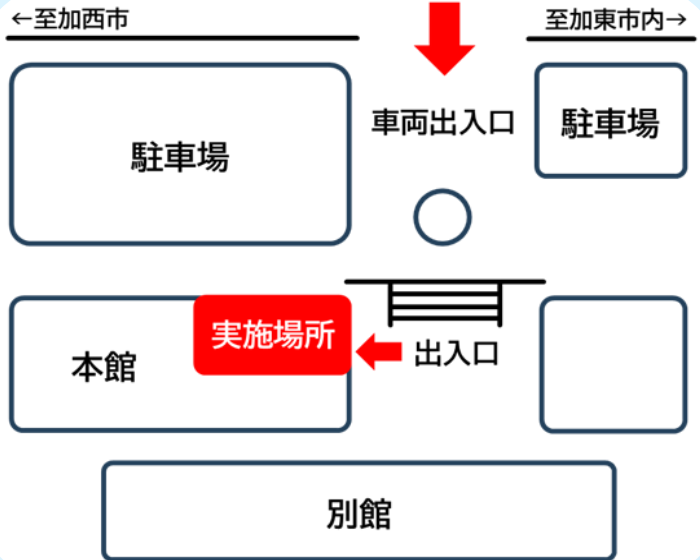 ←至加西市
至加東市内→
車両出入口
駐車場
駐車場
実施場所
出入口
本館
別館